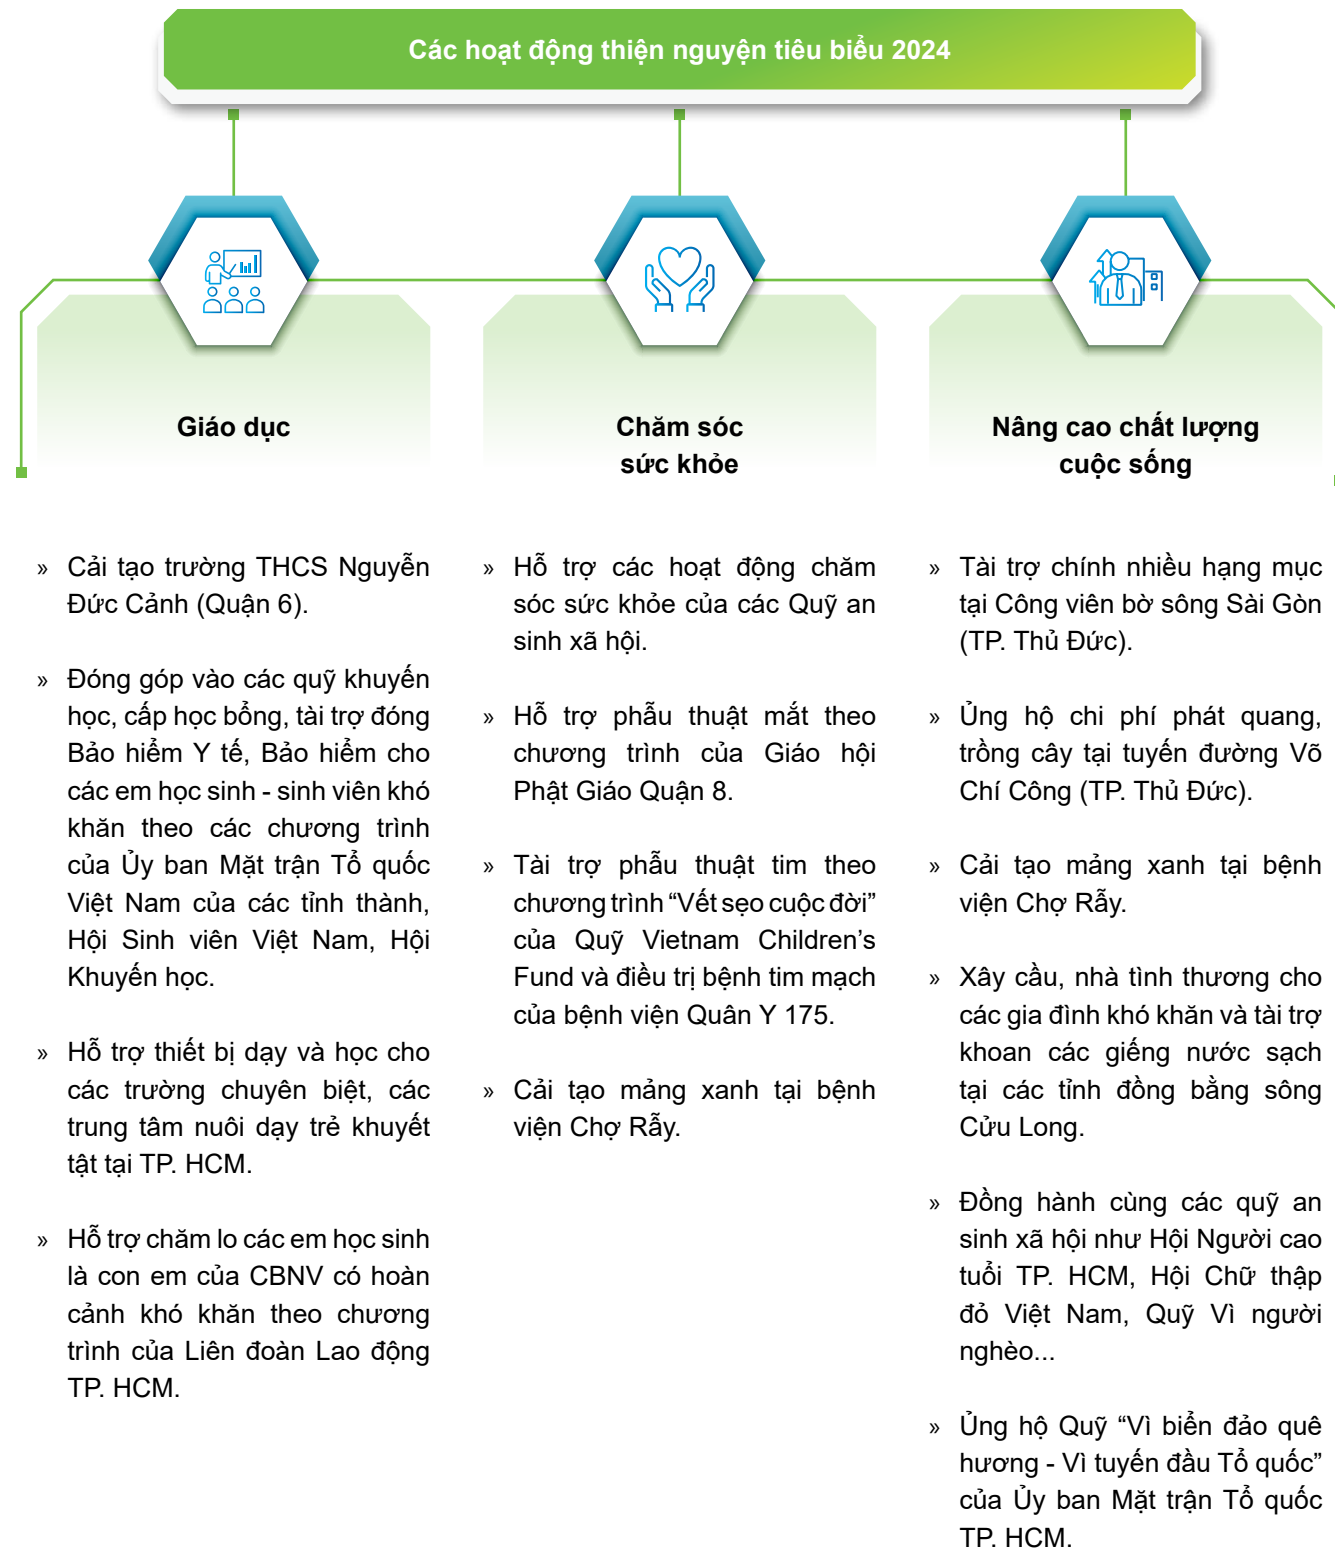 Các hoạt động thiện nguyện tiêu biểu 2024
Giáo dục
» Cải tạo trường THCS Nguyễn
Đức Cảnh (Quận 6).
» Đóng góp vào các quỹ khuyến
học, cấp học bổng, tài trợ đóng
Bảo hiểm Y tế, Bảo hiểm cho
các em học sinh - sinh viên khó
khăn theo các chương trình
của Ủy ban Mặt trận Tổ quốc
Việt Nam của các tỉnh thành,
Hội Sinh viên Việt Nam, Hội
Khuyến học.
» Hỗ trợ thiết bị dạy và học cho
các trường chuyên biệt, các
trung tâm nuôi dạy trẻ khuyết
tật tại TP. HCM.
» Hỗ trợ chăm lo các em học sinh
là con em của CBNV có hoàn
cảnh khó khăn theo chương
trình của Liên đoàn Lao động
TP. HCM.
Chăm sóc
sức khỏe
» Hỗ trợ các hoạt động chăm
sóc sức khỏe của các Quỹ an
sinh xã hội.
» Hỗ trợ phẫu thuật mắt theo
chương trình của Giáo hội
Phật Giáo Quận 8.
» Tài trợ phẫu thuật tim theo
chương trình “Vết sẹo cuộc đời”
của Quỹ Vietnam Children’s
Fund và điều trị bệnh tim mạch
của bệnh viện Quân Y 175.
» Cải tạo mảng xanh tại bệnh
viện Chợ Rẫy.
Nâng cao chất lượng
cuộc sống
» Tài trợ chính nhiều hạng mục
tại Công viên bờ sông Sài Gòn
(TP. Thủ Đức).
» Ủng hộ chi phí phát quang,
trồng cây tại tuyến đường Võ
Chí Công (TP. Thủ Đức).
» Cải tạo mảng xanh tại bệnh
viện Chợ Rẫy.
» Xây cầu, nhà tình thương cho
các gia đình khó khăn và tài trợ
khoan các giếng nước sạch
tại các tỉnh đồng bằng sông
Cửu Long.
» Đồng hành cùng các quỹ an
sinh xã hội như Hội Người cao
tuổi TP. HCM, Hội Chữ thập
đỏ Việt Nam, Quỹ Vì người
nghèo...
» Ủng hộ Quỹ “Vì biển đảo quê
hương - Vì tuyến đầu Tổ quốc”
của Ủy ban Mặt trận Tổ quốc
TP. HCM.